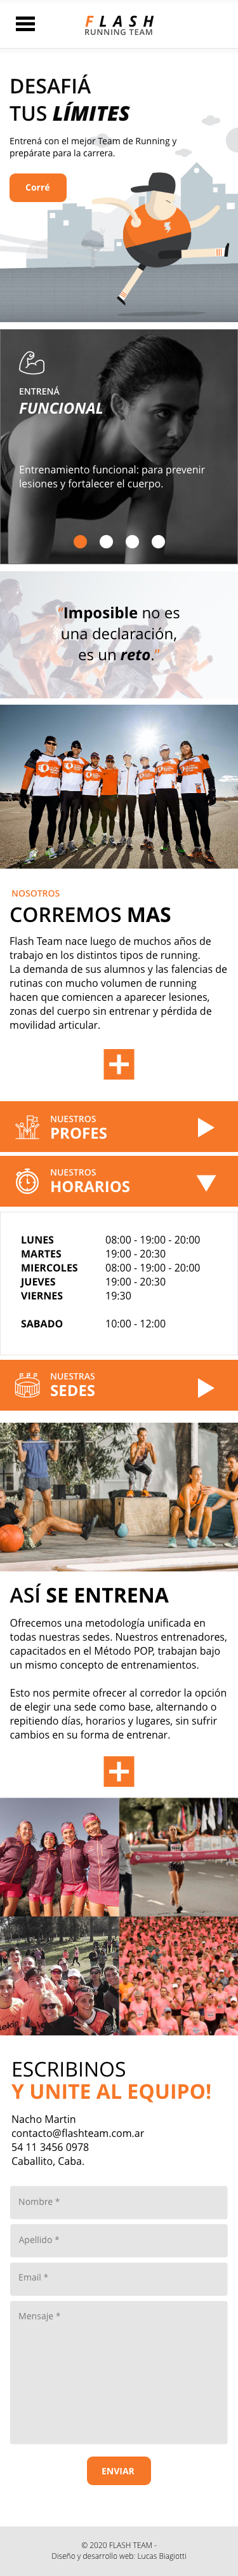 FLASH
RUNNING TEAM
DESAFIÁ
TUS LÍMITES
Entrená con el mejor Team de Running y
prepárate para la carrera.
Corré
ENTRENÁ
FUNCIONAL
Entrenamiento funcional: para prevenir
lesiones y fortalecer el cuerpo.
"Imposible no es
una declaración,
es un reto."
NOSOTROS
CORREMOS MAS
Flash Team nace luego de muchos años de
trabajo en los distintos tipos de running.
La demanda de sus alumnos y las falencias de
rutinas con mucho volumen de running
hacen que comiencen a aparecer lesiones,
zonas del cuerpo sin entrenar y pérdida de
movilidad articular.
NUESTROS
PROFES
NUESTROS
HORARIOS
LUNES 08:00 - 19:00 - 20:00
MARTES 19:00 - 20:30
MIERCOLES 08:00 - 19:00 - 20:00
JUEVES 19:00 - 20:30
VIERNES 19:30
SABADO 10:00 - 12:00
NUESTRAS
SEDES
ASÍ SE ENTRENA
Ofrecemos una metodología unificada en
todas nuestras sedes. Nuestros entrenadores,
capacitados en el Método POP, trabajan bajo
un mismo concepto de entrenamientos.
Esto nos permite ofrecer al corredor la opción
de elegir una sede como base, alternando o
repitiendo días, horarios y lugares, sin sufrir
cambios en su forma de entrenar.
ESCRIBINOS
Y UNITE AL EQUIPO!
Nacho Martin
contacto@flashteam.com.ar
54 11 3456 0978
Caballito, Caba.
Nombre *
Apellido *
Email *
Mensaje *
ENVIAR
© 2020 FLASH TEAM -
Diseño y desarrollo web: Lucas Biagiotti